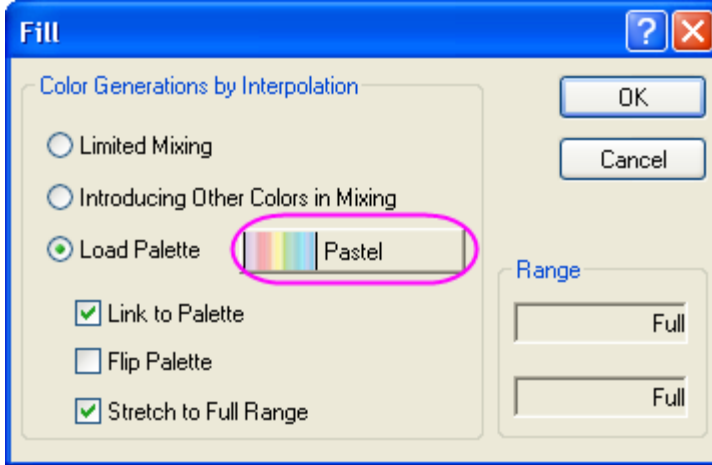 Fill
Color Generations by Interpolation
Limited Mixing
Introducing Other Colors in Mixing
Load Palette
Pastel
Link to Palette
Flip Palette
Stretch to Full Range
OK
Cancel
Range
Full
Full